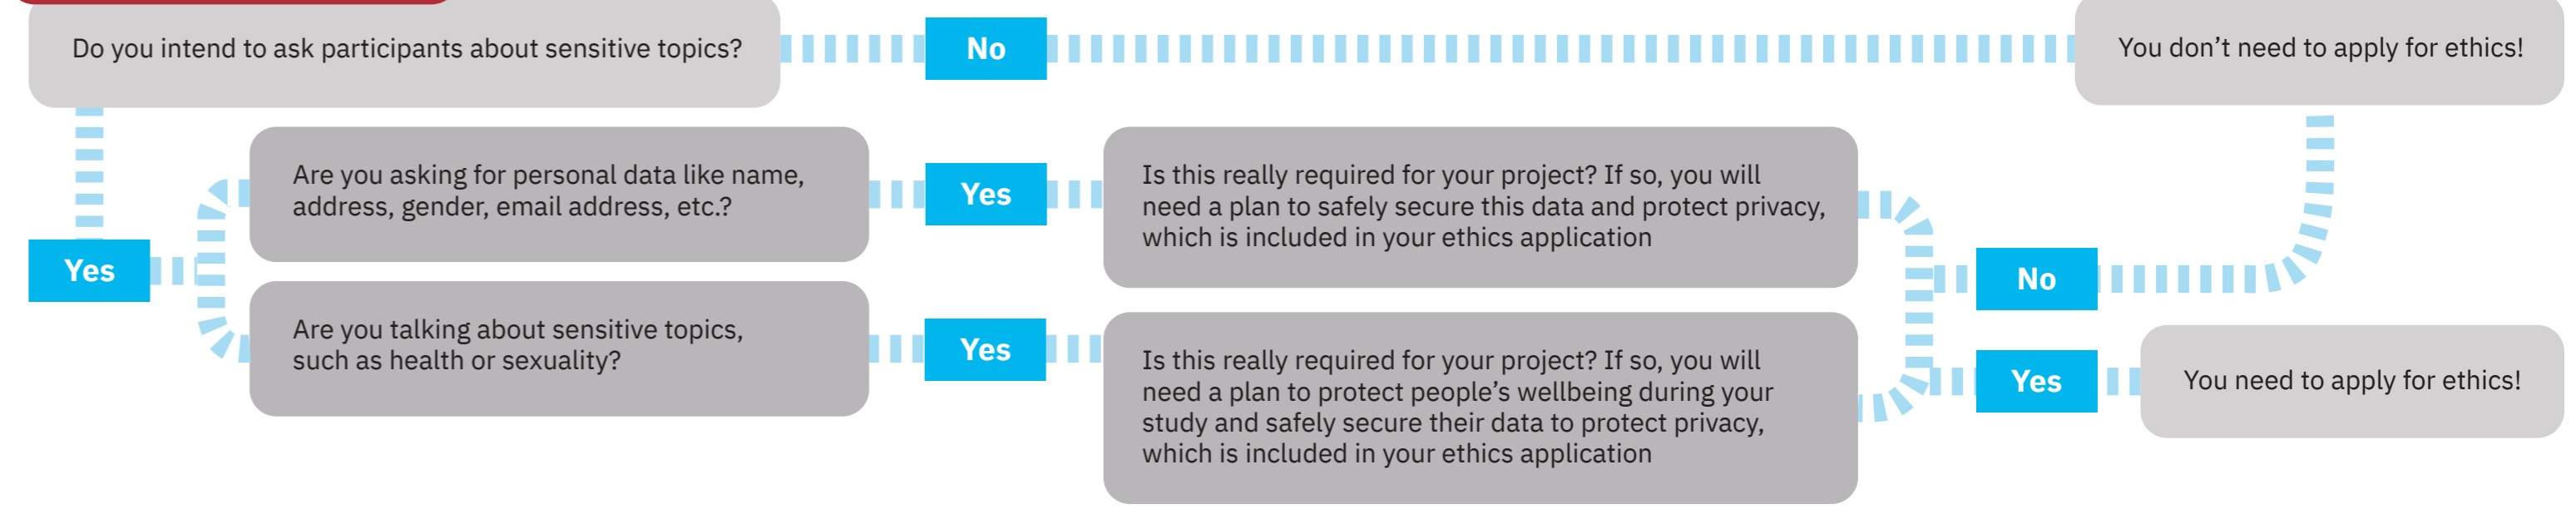 Do you intend to ask participants about sensitive topics?
No
You don’t need to apply for ethics!
Are you asking for personal data like name,
address, gender, email address, etc.?
Yes
Is this really required for your project? If so, you will
need a plan to safely secure this data and protect privacy,
which is included in your ethics application
Yes
No
Are you talking about sensitive topics,
such as health or sexuality?
Yes
Is this really required for your project? If so, you will
need a plan to protect people’s wellbeing during your
study and safely secure their data to protect privacy,
which is included in your ethics application
Yes
You need to apply for ethics!